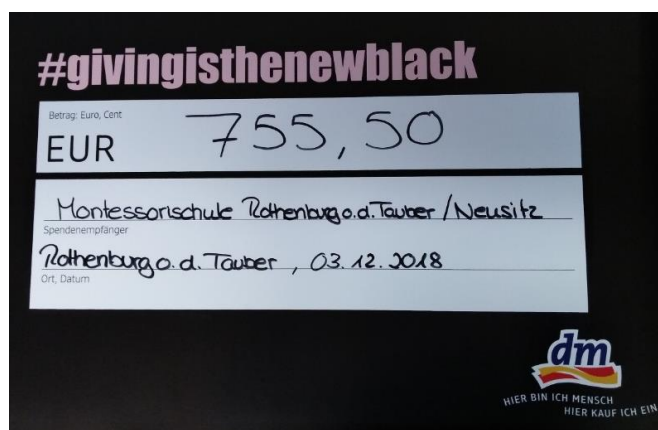 #givingisthenewblack
Betrag: Euro, Cent
EUR 755,50
Montessorischule Rothenburg o.d. Tauber / Neusitz
Spendenempfänger
Rothenburg o. d. Tauber, 03.12.2018
Ort, Datum
dm
HIER BIN ICH MENSCH
HIER KAUF ICH EIN